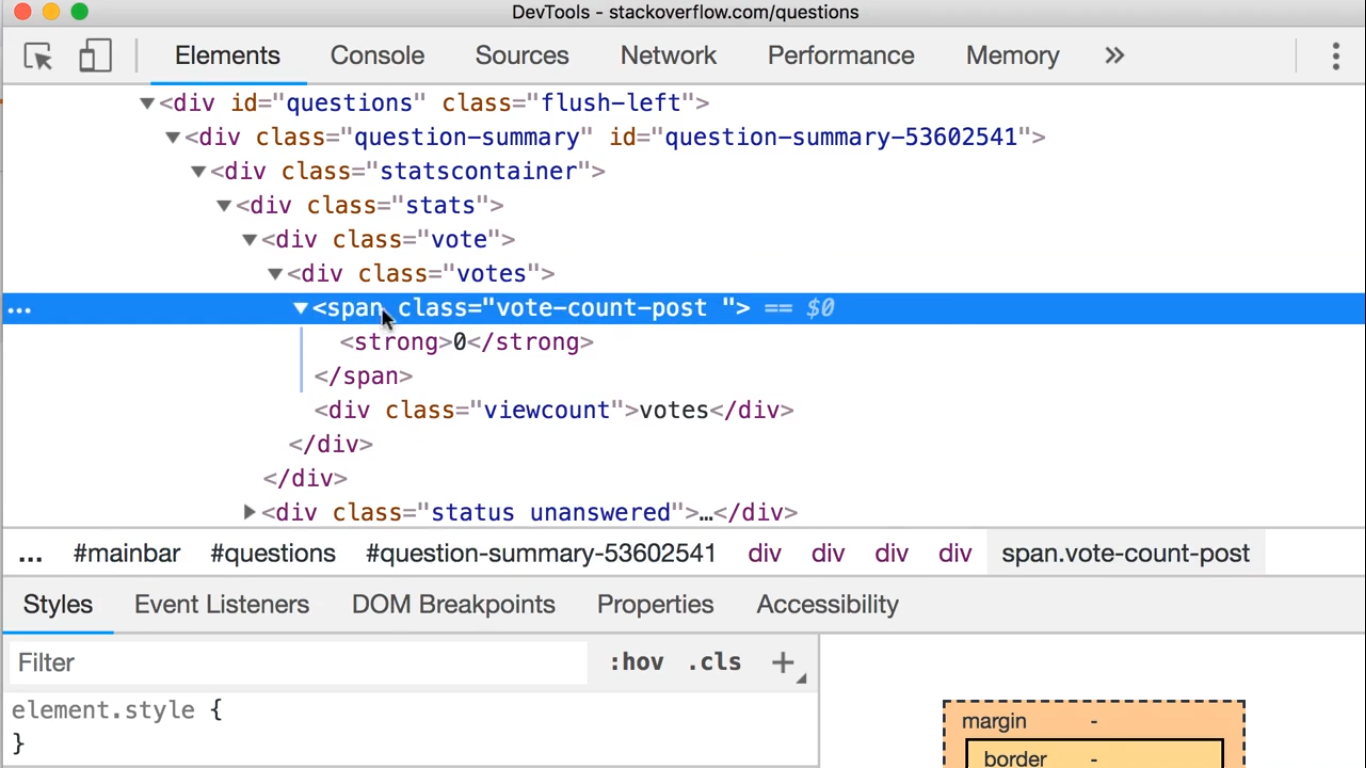 DevTools - stackoverflow.com/questions
Elements Console Sources Network Performance Memory »
<div id="questions" class="flush-left">
<div class="question-summary" id="question-summary-53602541">
<div class="statscontainer">
<div class="stats">
<div class="vote">
<div class="votes">
… <span class="vote-count-post "> == $0
<strong>0</strong>
</span>
<div class="viewcount">votes</div>
</div>
</div>
<div class="status unanswered">…</div>
… #mainbar #questions #question-summary-53602541 div div div div span.vote-count-post
Styles Event Listeners DOM Breakpoints Properties Accessibility
Filter :hov .cls +
element.style {
}
margin -
border -